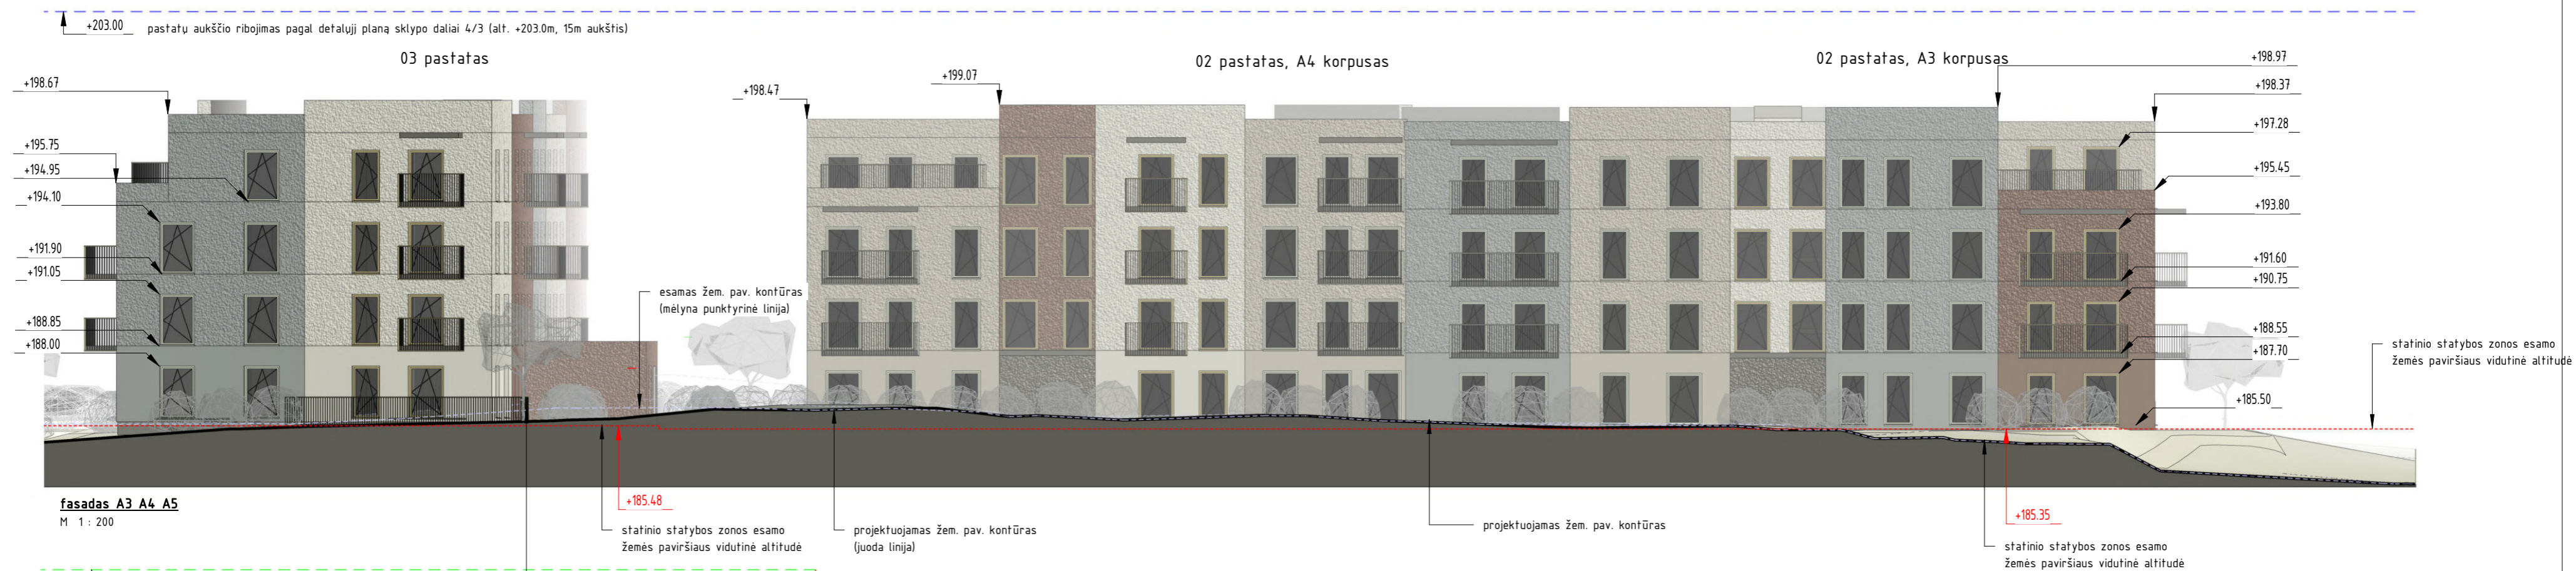 +203.00
pastatų aukščio ribojimas pagal detalųjį planą sklypo daliai 4/3 (alt. +203.0m, 15m aukštis)
03 pastatas
02 pastatas, A4 korpusas
02 pastatas, A3 korpusas
+198.67
+195.75
+194.95
+194.10
+191.90
+191.05
+188.85
+188.00
+198.47
+199.07
+198.97
+198.37
+197.28
+195.45
+193.80
+191.60
+190.75
+188.55
+187.70
+185.50
esamas žem. pav. kontūras
(mėlyna punktyrinė linija)
statinio statybos zonos esamo
žemės paviršiaus vidutinė altitudė
fasadas A3 A4 A5
M 1 : 200
+185.48
statinio statybos zonos esamo
žemės paviršiaus vidutinė altitudė
projektuojamas žem. pav. kontūras
(juoda linija)
projektuojamas žem. pav. kontūras
+185.35
statinio statybos zonos esamo
žemės paviršiaus vidutinė altitudė